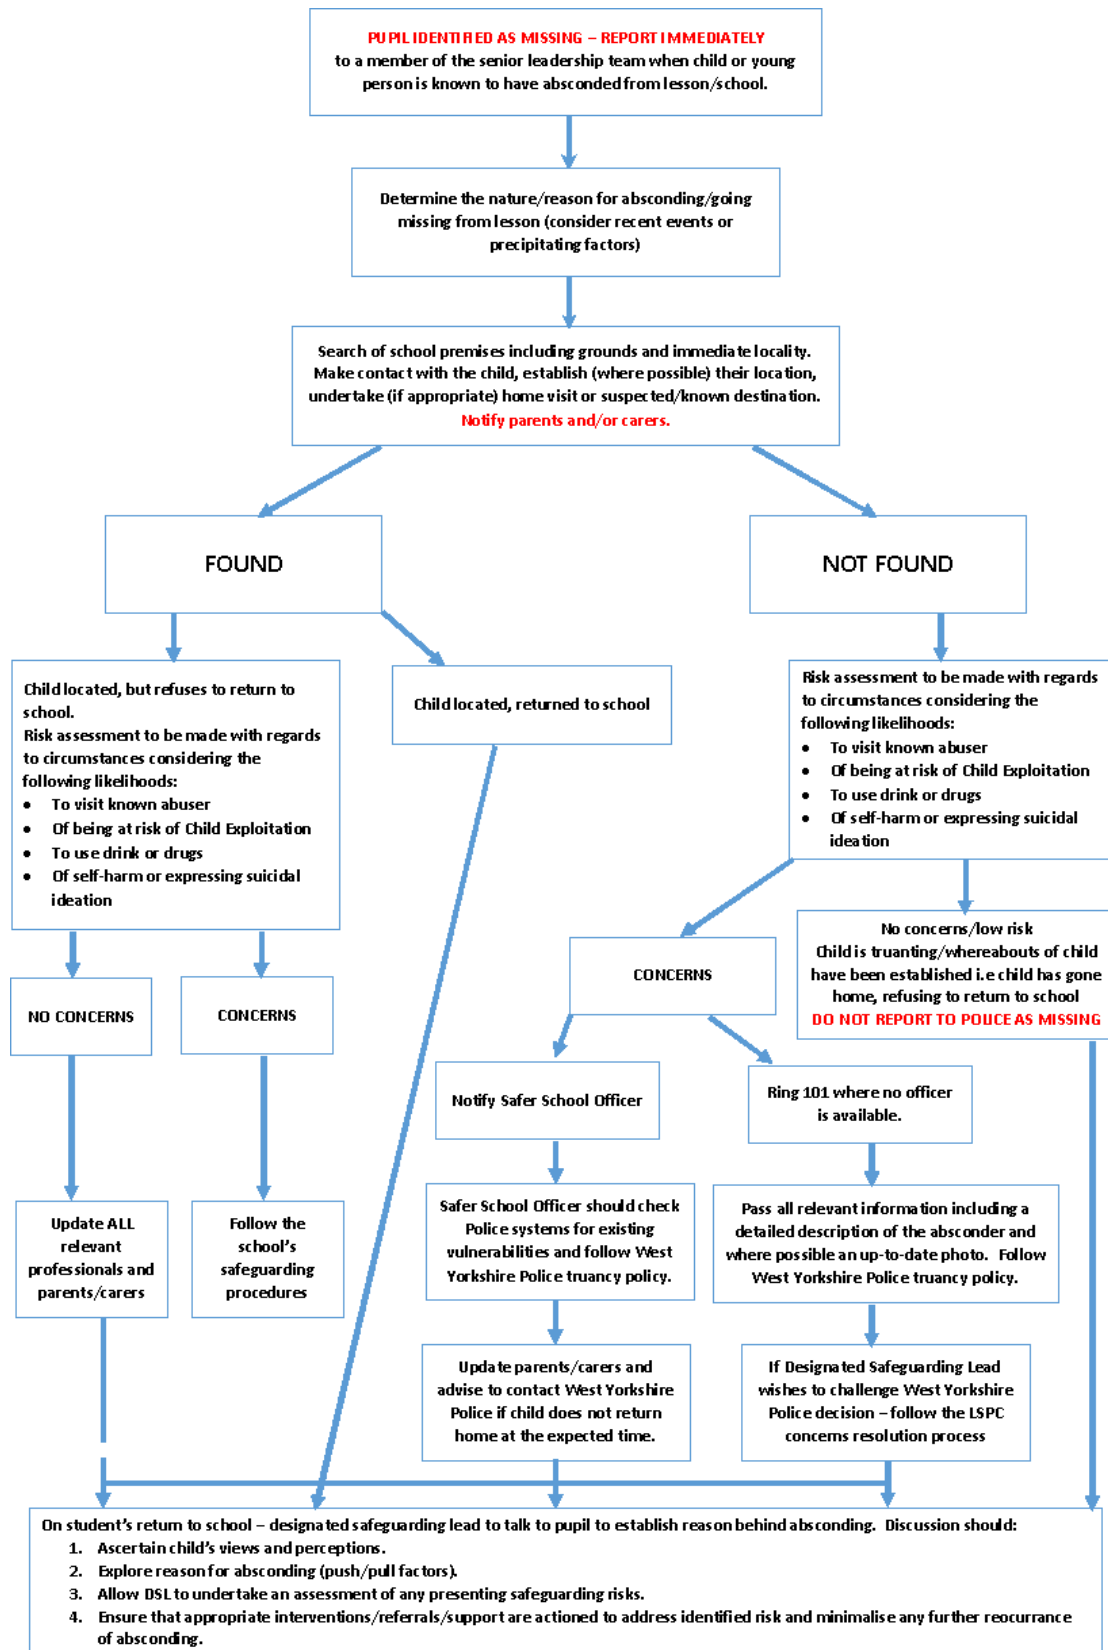 PUPIL IDENTIFIED AS MISSING – REPORT IMMEDIATELY
to a member of the senior leadership team when child or young
person is known to have absconded from lesson/school.
Determine the nature/reason for absconding/going
missing from lesson (consider recent events or
precipitating factors)
Search of school premises including grounds and immediate locality.
Make contact with the child, establish (where possible) their location,
undertake (if appropriate) home visit or suspected/known destination.
Notify parents and/or carers.
FOUND
NOT FOUND
Child located, but refuses to return to
school.
Risk assessment to be made with regards
to circumstances considering the
following likelihoods:
• To visit known abuser
• Of being at risk of Child Exploitation
• To use drink or drugs
• Of self-harm or expressing suicidal
ideation
Child located, returned to school
Risk assessment to be made with regards
to circumstances considering the
following likelihoods:
• To visit known abuser
• Of being at risk of Child Exploitation
• To use drink or drugs
• Of self-harm or expressing suicidal
ideation
NO CONCERNS
CONCERNS
CONCERNS
No concerns/low risk
Child is truanting/whereabouts of child
have been established i.e child has gone
home, refusing to return to school
DO NOT REPORT TO POLICE AS MISSING
Notify Safer School Officer
Ring 101 where no officer
is available.
Update ALL
relevant
professionals and
parents/carers
Follow the
school's
safeguarding
procedures
Safer School Officer should check
Police systems for existing
vulnerabilities and follow West
Yorkshire Police truancy policy.
Pass all relevant information including a
detailed description of the absconder and
where possible an up-to-date photo. Follow
West Yorkshire Police truancy policy.
Update parents/carers and
advise to contact West Yorkshire
Police if child does not return
home at the expected time.
If Designated Safeguarding Lead
wishes to challenge West Yorkshire
Police decision – follow the LSPC
concerns resolution process
On student's return to school – designated safeguarding lead to talk to pupil to establish reason behind absconding. Discussion should:
1. Ascertain child's views and perceptions.
2. Explore reason for absconding (push/pull factors).
3. Allow DSL to undertake an assessment of any presenting safeguarding risks.
4. Ensure that appropriate interventions/referrals/support are actioned to address identified risk and minimalise any further reocurrance
of absconding.